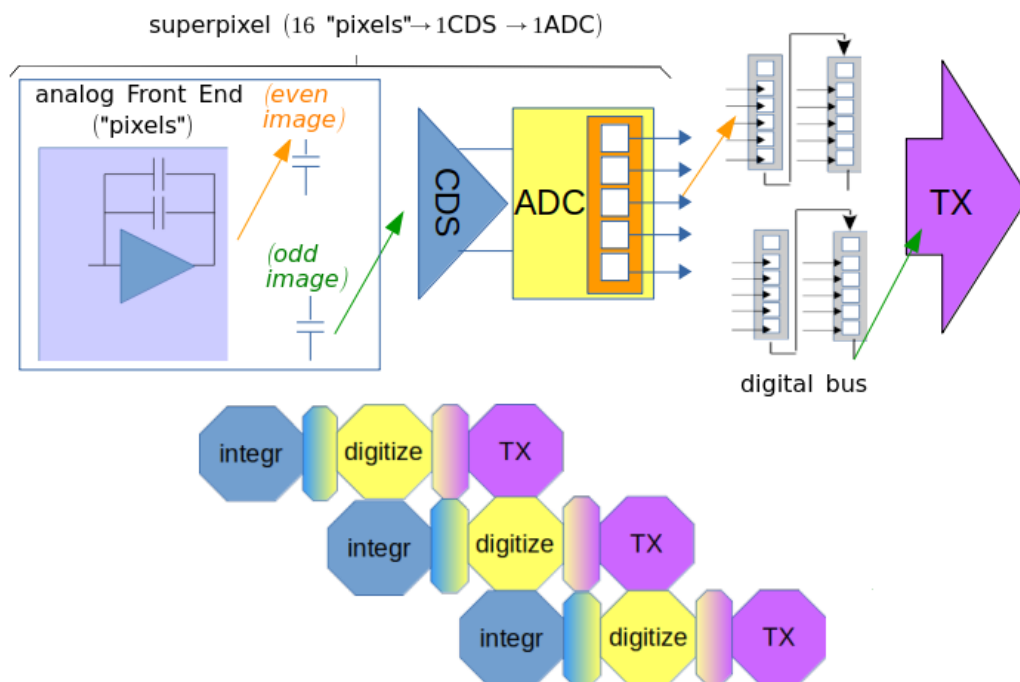 superpixel (16 "pixels"→1CDS → 1ADC)
analog Front End
("pixels")
(even
image)
(odd
image)
CDS
ADC
TX
digital bus
integr
digitize
TX
integr
digitize
TX
integr
digitize
TX